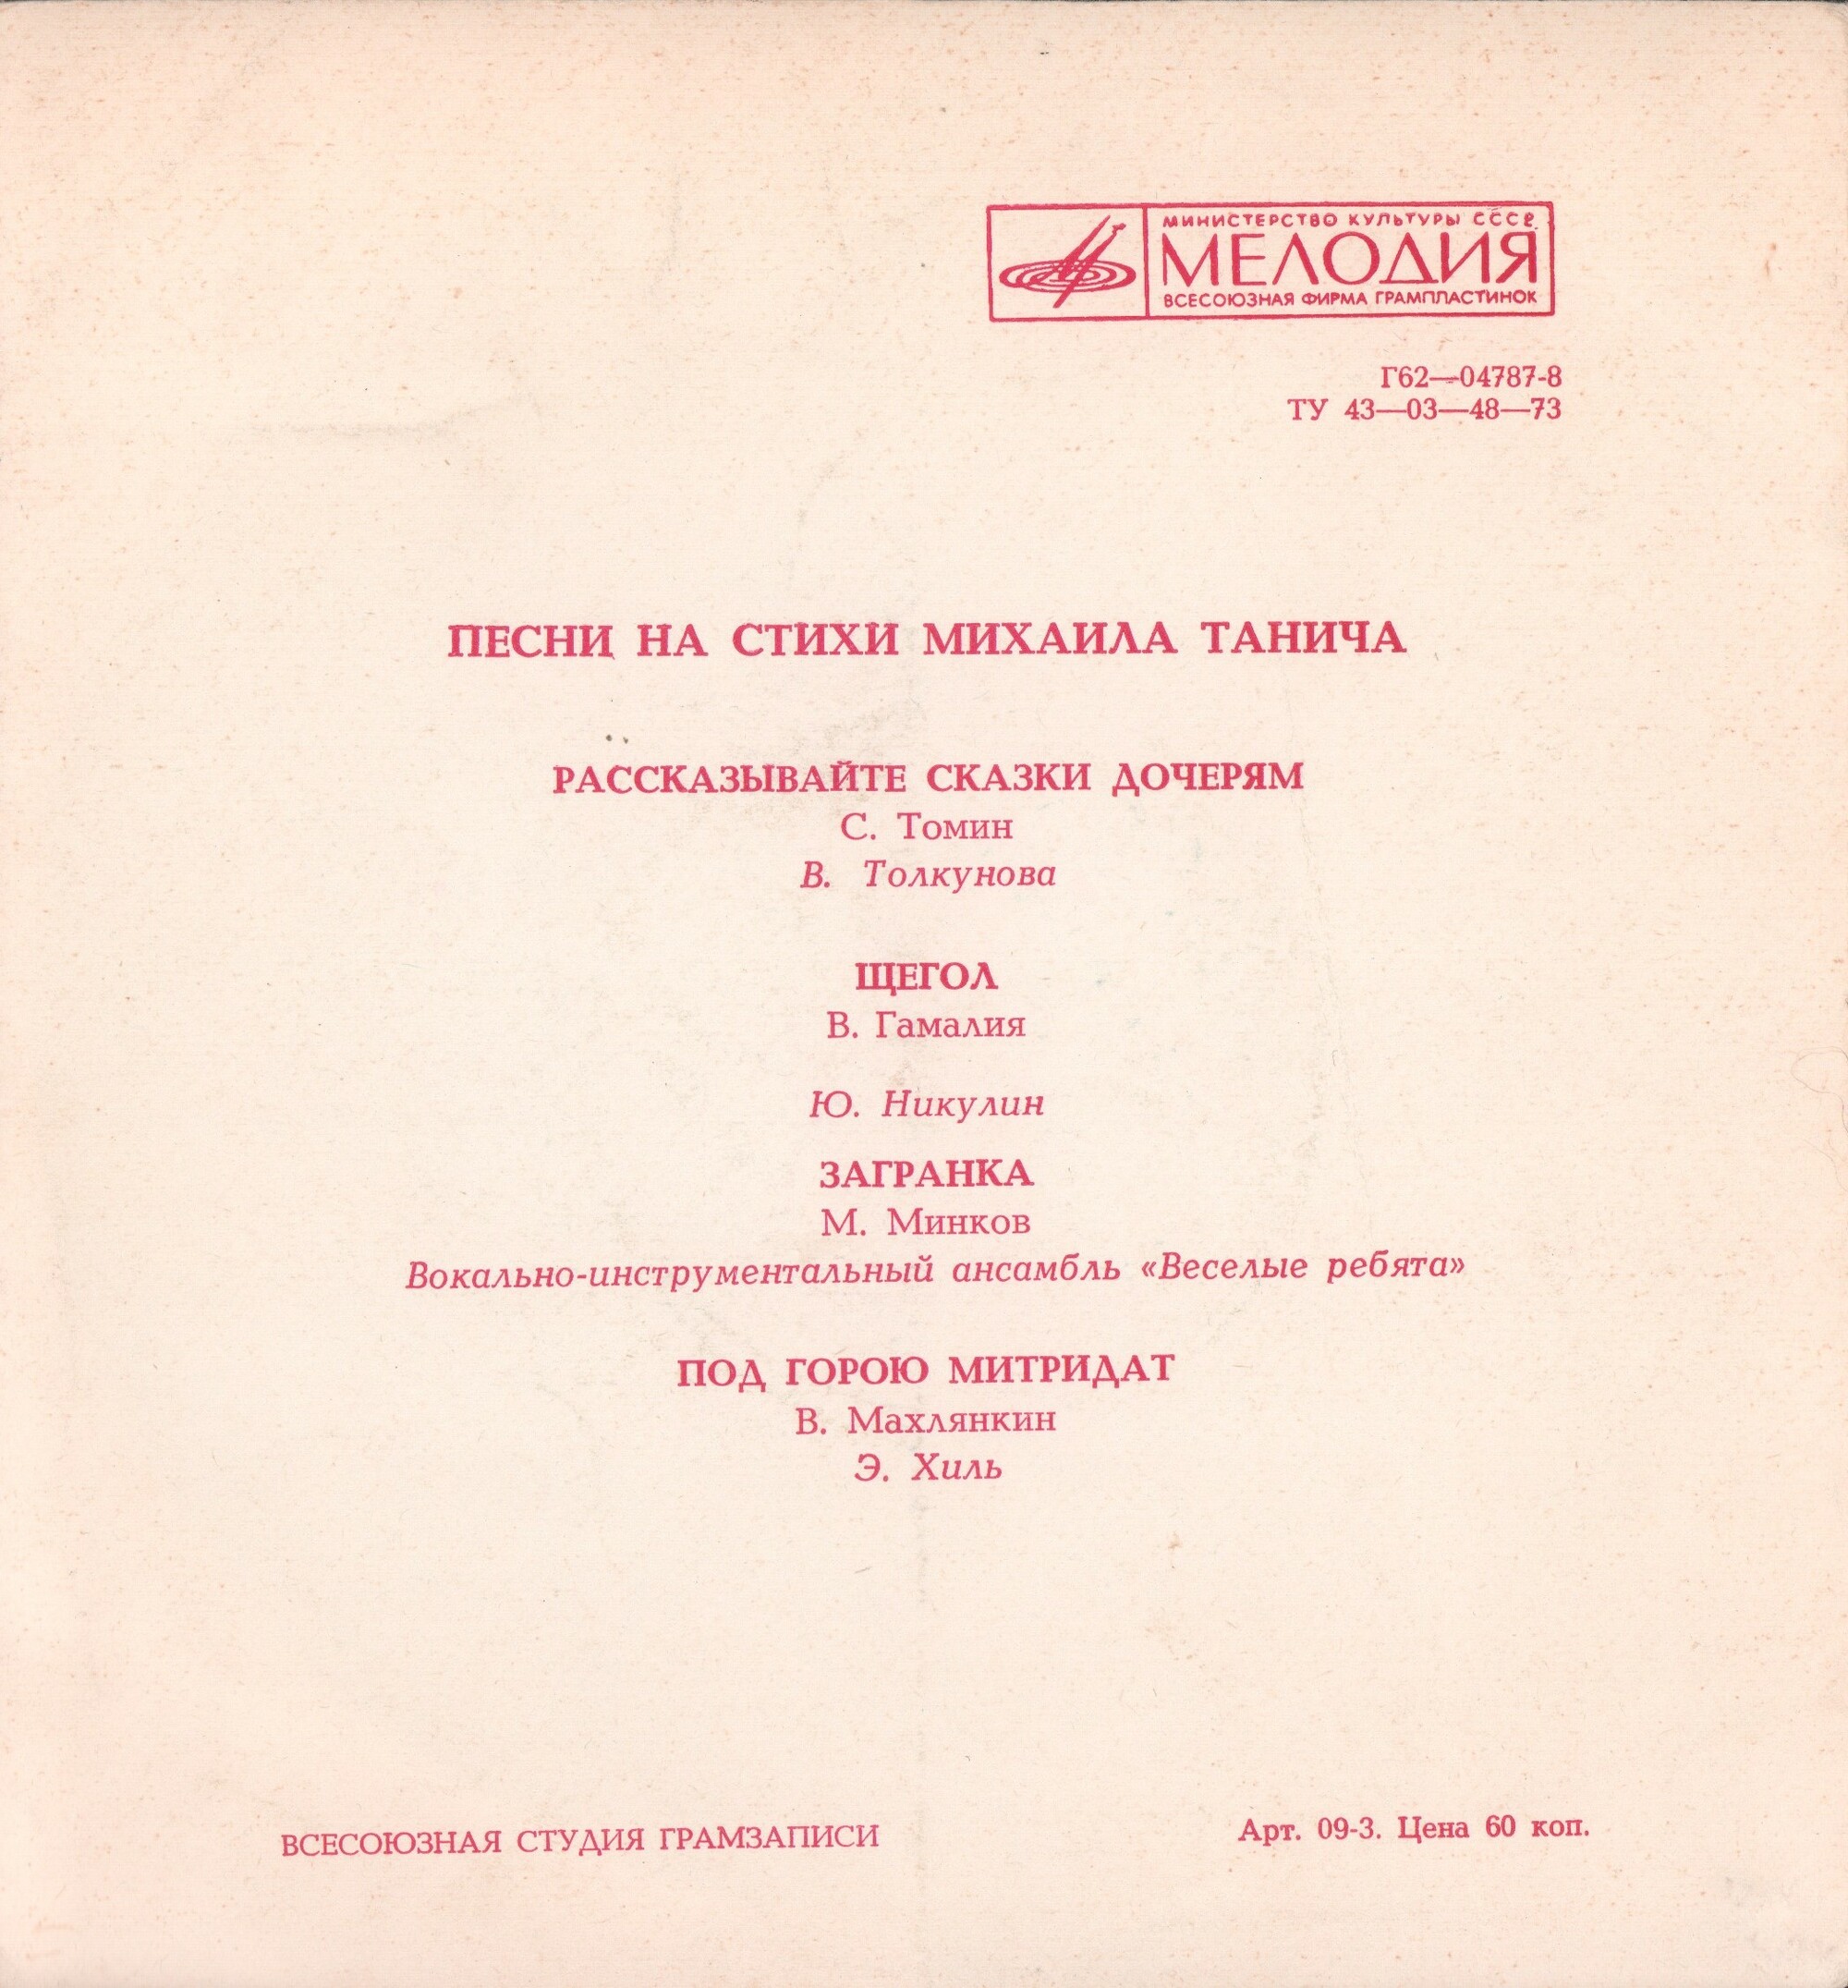 МИНИСТЕРСТВО КУЛЬТУРЫ СССР
МЕЛОДИЯ
ВСЕСОЮЗНАЯ ФИРМА ГРАМПЛАСТИНОК
Г62—04787-8
ТУ 43—03—48—73
ПЕСНИ НА СТИХИ МИХАИЛА ТАНИЧА
РАССКАЗЫВАЙТЕ СКАЗКИ ДОЧЕРЯМ
С. Томин
В. Толкунова
ЩЕГОЛ
В. Гамалия
Ю. Никулин
ЗАГРАНКА
М. Минков
Вокально-инструментальный ансамбль «Веселые ребята»
ПОД ГОРОЮ МИТРИДАТ
В. Махлянкин
Э. Хиль
ВСЕСОЮЗНАЯ СТУДИЯ ГРАМЗАПИСИ
Арт. 09-3. Цена 60 коп.